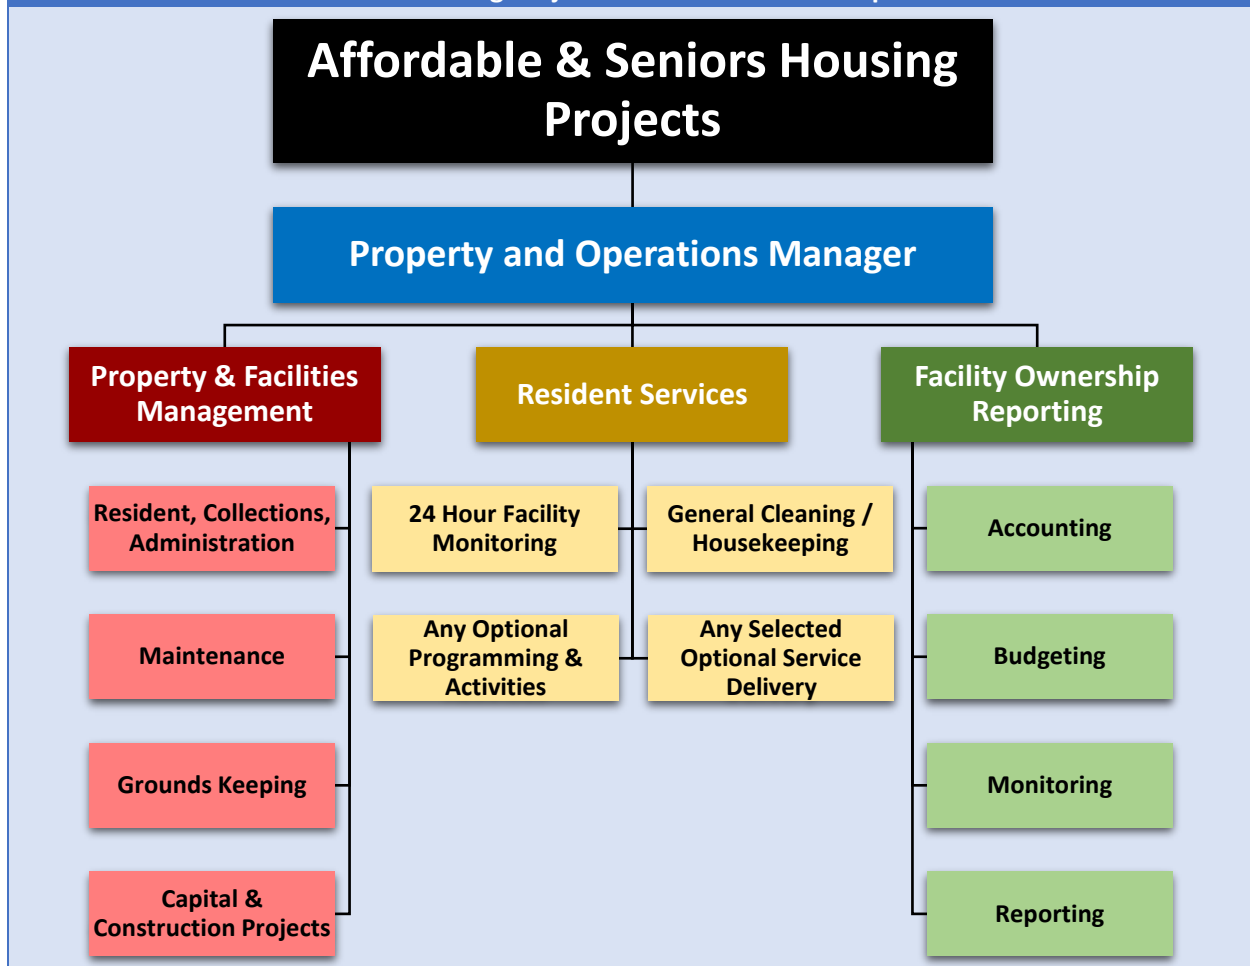 Affordable & Seniors Housing
Projects
Property and Operations Manager
Property & Facilities
Management
Resident Services
Facility Ownership
Reporting
Resident, Collections,
Administration
24 Hour Facility
Monitoring
General Cleaning /
Housekeeping
Accounting
Maintenance
Any Optional
Programming &
Activities
Any Selected
Optional Service
Delivery
Budgeting
Grounds Keeping
Monitoring
Capital &
Construction Projects
Reporting